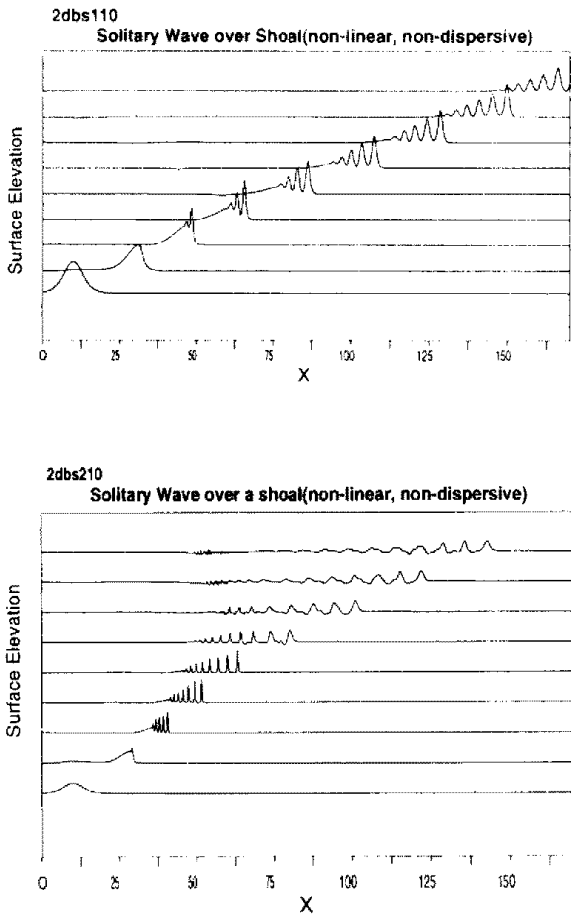 2dbs110
Solitary Wave over Shoal(non-linear, non-dispersive)
Surface Elevation
0 25 50 75 100 125 150
X
2dbs210
Solitary Wave over a shoal(non-linear, non-dispersive)
Surface Elevation
0 25 50 75 100 125 150
X